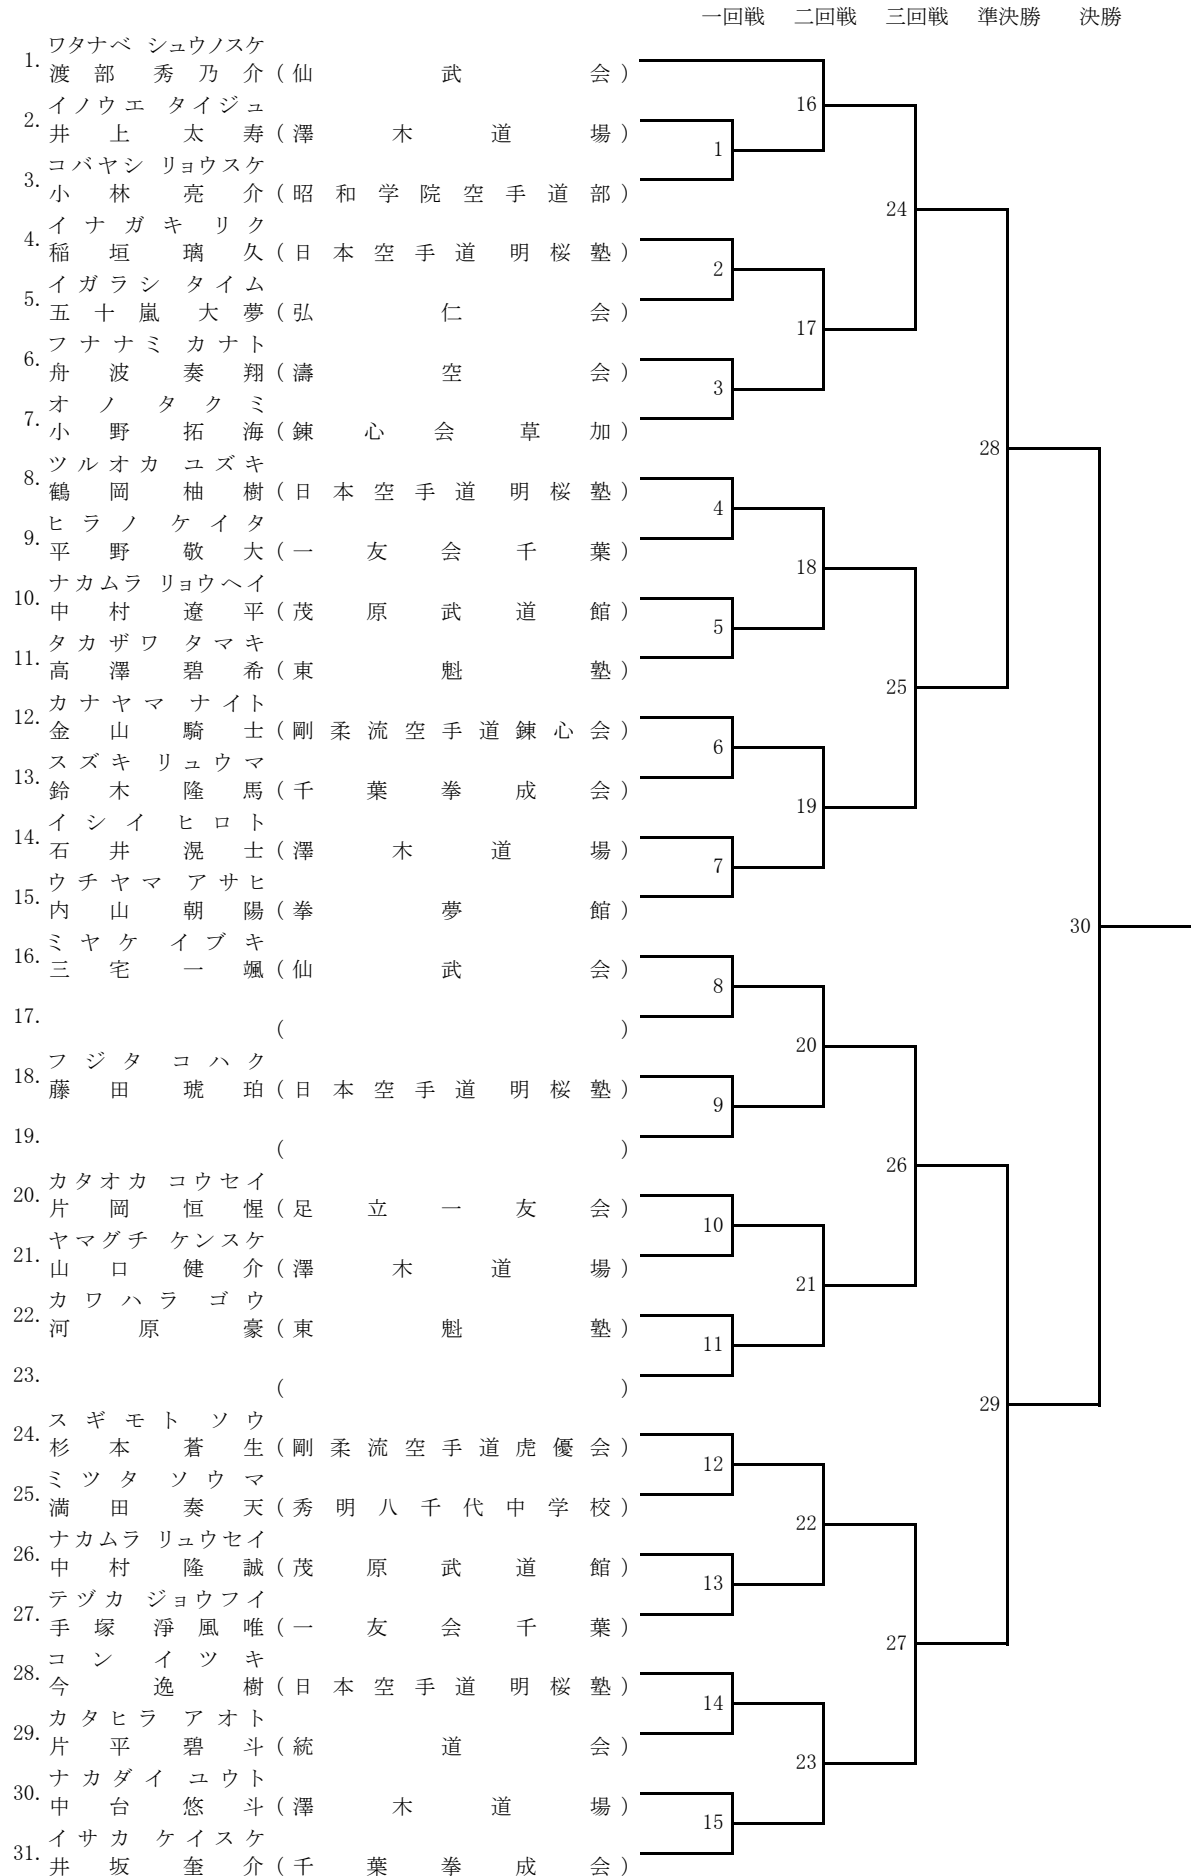 一回戦 二回戦 三回戦 準決勝 決勝
ワタナベ シュウノスケ
1. 渡部 秀乃介 (仙武会)
イノウエ タイジュ
2. 井上 太寿 (澤木道場)
コバヤシ リョウスケ
3. 小林 亮介 (昭和学院空手道部)
イナガキ リク
4. 稲垣 璃久 (日本空手道 明桜塾)
イガラシ タイム
5. 五十嵐 大夢 (弘仁会)
フナナミ カナト
6. 舟波 奏翔 (濤空会)
オノ タクミ
7. 小野 拓海 (錬心会草加)
ツルオカ ユズキ
8. 鶴岡 柚樹 (日本空手道 明桜塾)
ヒラノ ケイタ
9. 平野 敬大 (一友会千葉)
ナカムラ リョウヘイ
10. 中村 遼平 (茂原武道館)
タカザワ タマキ
11. 高澤 碧希 (東魁塾)
カナヤマ ナイト
12. 金山 騎士 (剛柔流空手道錬心会)
スズキ リュウマ
13. 鈴木 隆馬 (千葉拳成会)
イシイ ヒロト
14. 石井 滉士 (澤木道場)
ウチヤマ アサヒ
15. 内山 朝陽 (拳夢館)
ミヤケ イブキ
16. 三宅 一颯 (仙武会)
17. ( )
フジタ コハク
18. 藤田 琥珀 (日本空手道 明桜塾)
19. ( )
カタオカ コウセイ
20. 片岡 恒惺 (足立一友会)
ヤマグチ ケンスケ
21. 山口 健介 (澤木道場)
カワハラ ゴウ
22. 河原 豪 (東魁塾)
23. ( )
スギモト ソウ
24. 杉本 蒼生 (剛柔流空手道虎優会)
ミツタ ソウマ
25. 満田 奏天 (秀明八千代中学校)
ナカムラ リュウセイ
26. 中村 隆誠 (茂原武道館)
テヅカ ジョウフイ
27. 手塚 淨風唯 (一友会千葉)
コン イツキ
28. 今 逸樹 (日本空手道 明桜塾)
カタヒラ アオト
29. 片平 碧斗 (統道会)
ナカダイ ユウト
30. 中台 悠斗 (澤木道場)
イサカ ケイスケ
31. 井坂 奎介 (千葉拳成会)
1
2
3
4
5
6
7
8
9
10
11
12
13
14
15
16
17
18
19
20
21
22
23
24
25
26
27
28
29
30